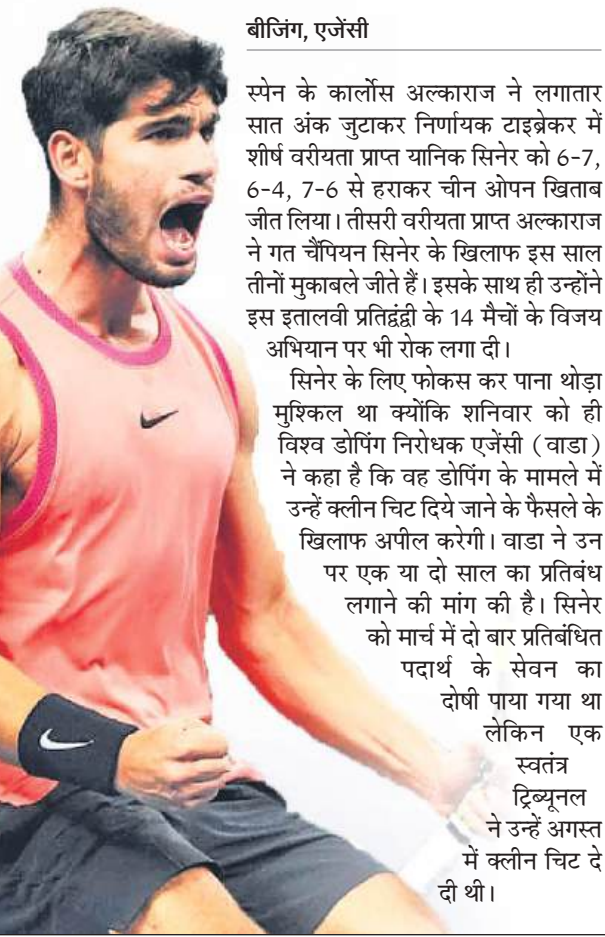 बीजिंग, एजेंसी
स्पेन के कार्लोस अल्काराज ने लगातार
सात अंक जुटाकर निर्णायक टाइब्रेकर में
शीर्ष वरीयता प्राप्त यानिक सिनेर को 6-7,
6-4, 7-6 से हराकर चीन ओपन खिताब
जीत लिया। तीसरी वरीयता प्राप्त अल्काराज
ने गत चैंपियन सिनेर के खिलाफ इस साल
तीनों मुकाबले जीते हैं। इसके साथ ही उन्होंने
इस इतालवी प्रतिद्वंद्वी के 14 मैचों के विजय
अभियान पर भी रोक लगा दी।
सिनेर के लिए फोकस कर पाना थोड़ा
मुश्किल था क्योंकि शनिवार को ही
विश्व डोपिंग निरोधक एजेंसी (वाडा)
ने कहा है कि वह डोपिंग के मामले में
उन्हें क्लीन चिट दिये जाने के फैसले के
खिलाफ अपील करेगी। वाडा ने उन
पर एक या दो साल का प्रतिबंध
लगाने की मांग की है। सिनेर
को मार्च में दो बार प्रतिबंधित
पदार्थ के सेवन का
दोषी पाया गया था
लेकिन एक
स्वतंत्र
ट्रिब्यूनल
ने उन्हें अगस्त
में क्लीन चिट दे
दी थी।